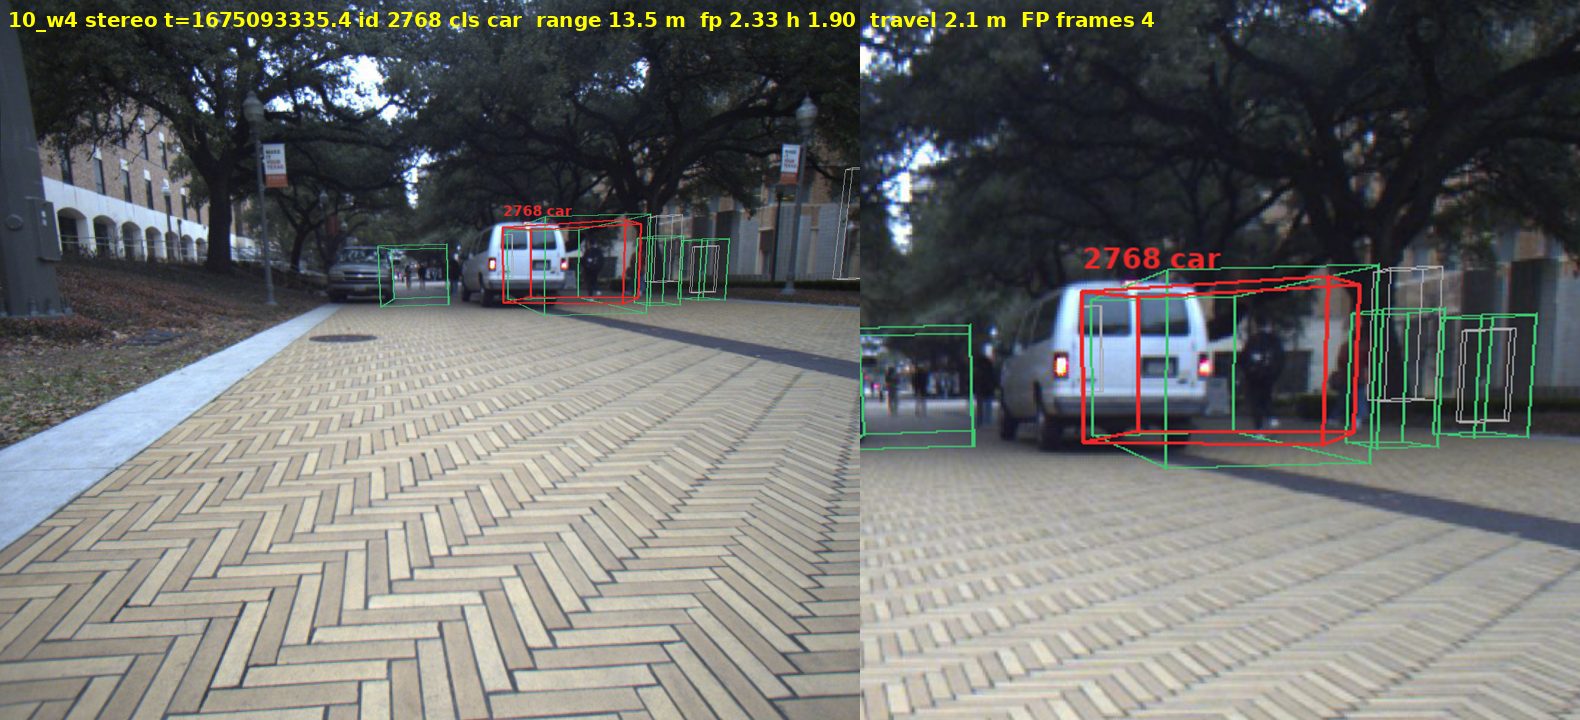 10_w4 stereo t=1675093335.4 id 2768 cls car range 13.5 m fp 2.33 h 1.90 travel 2.1 m FP frames 4
2768 car
2768 car